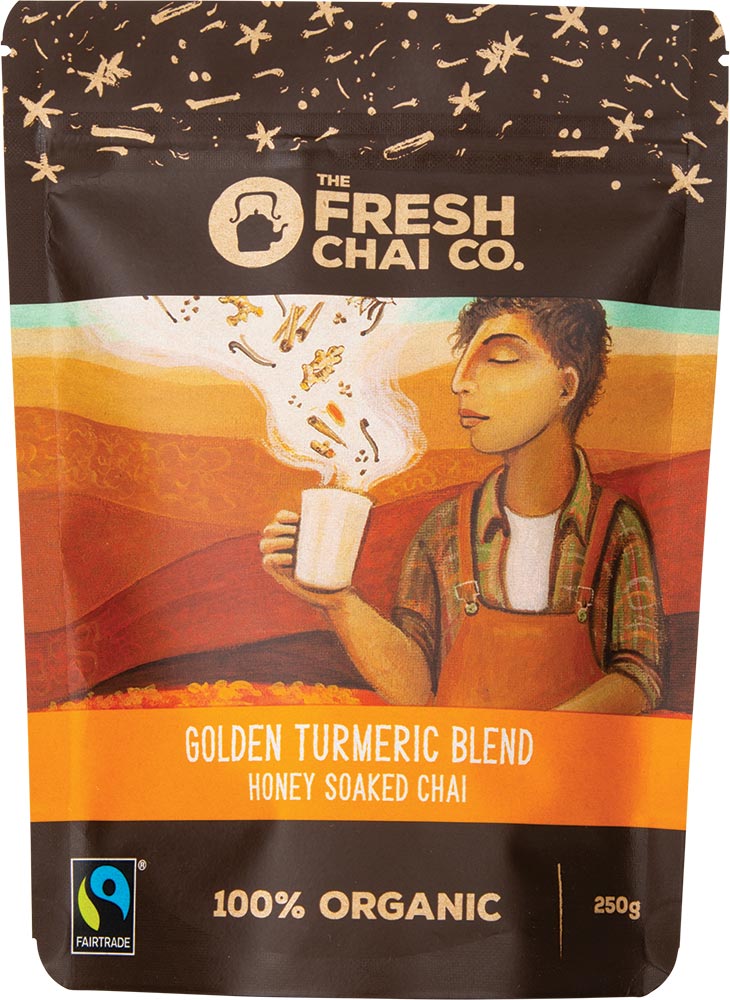 THE
FRESH
CHAI CO.
GOLDEN TURMERIC BLEND
HONEY SOAKED CHAI
100% ORGANIC
250g
®
FAIRTRADE